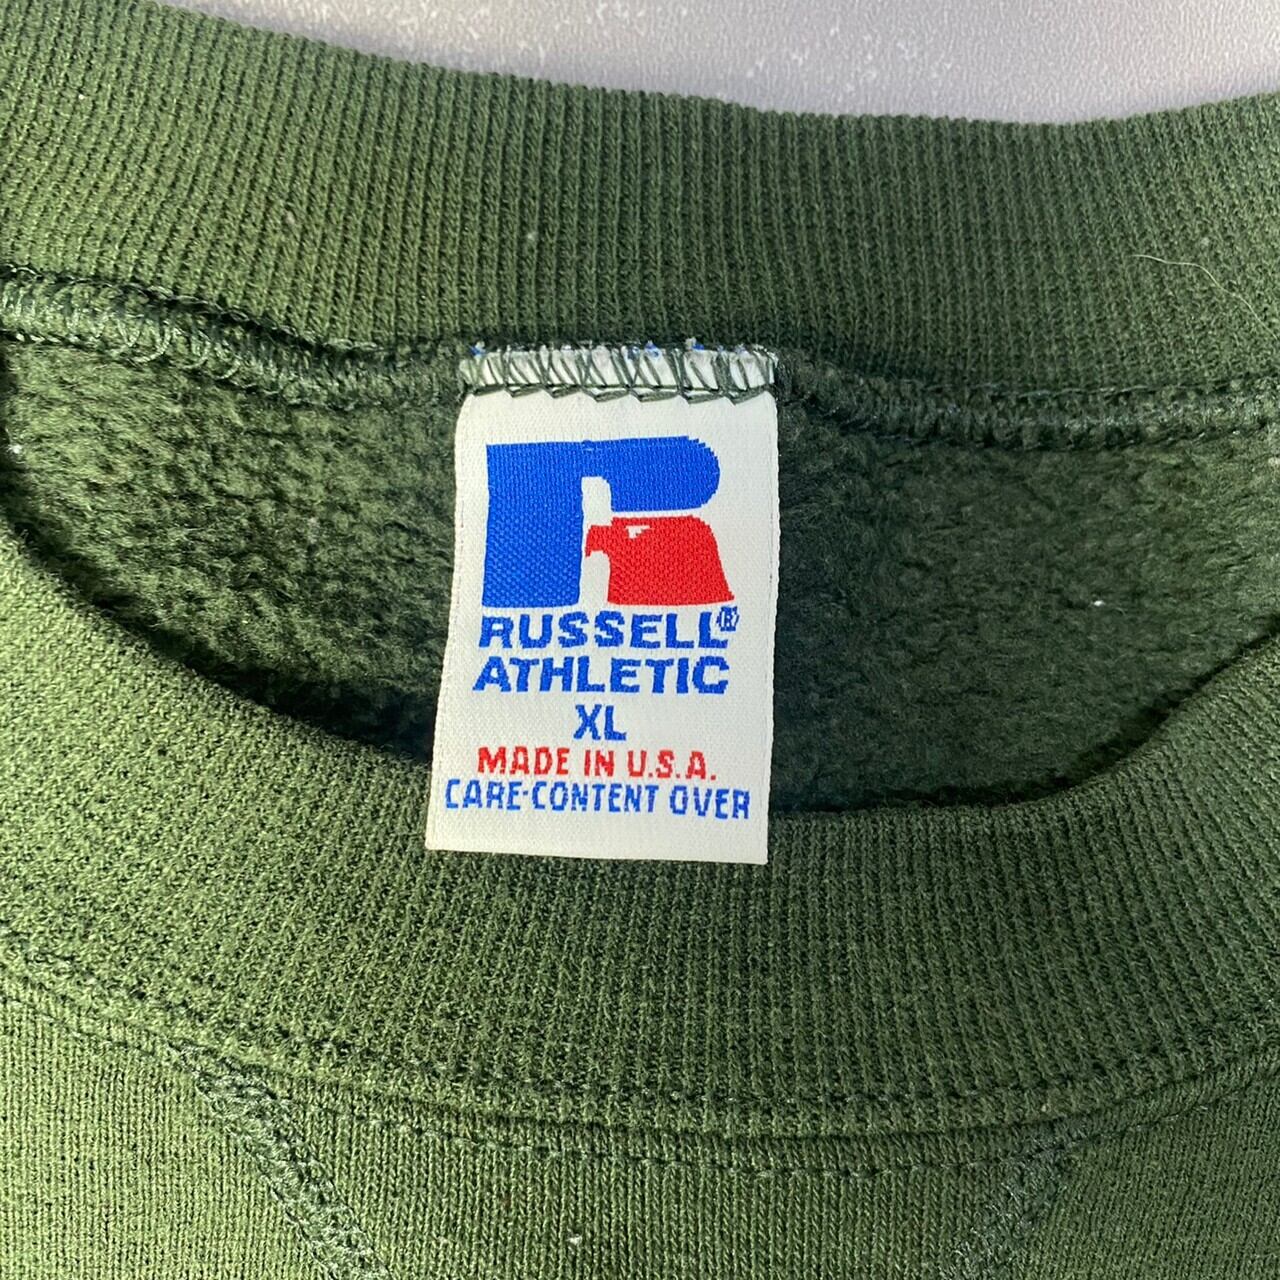 RUSSELL®
ATHLETIC
XL
MADE IN U.S.A.
CARE-CONTENT OVER